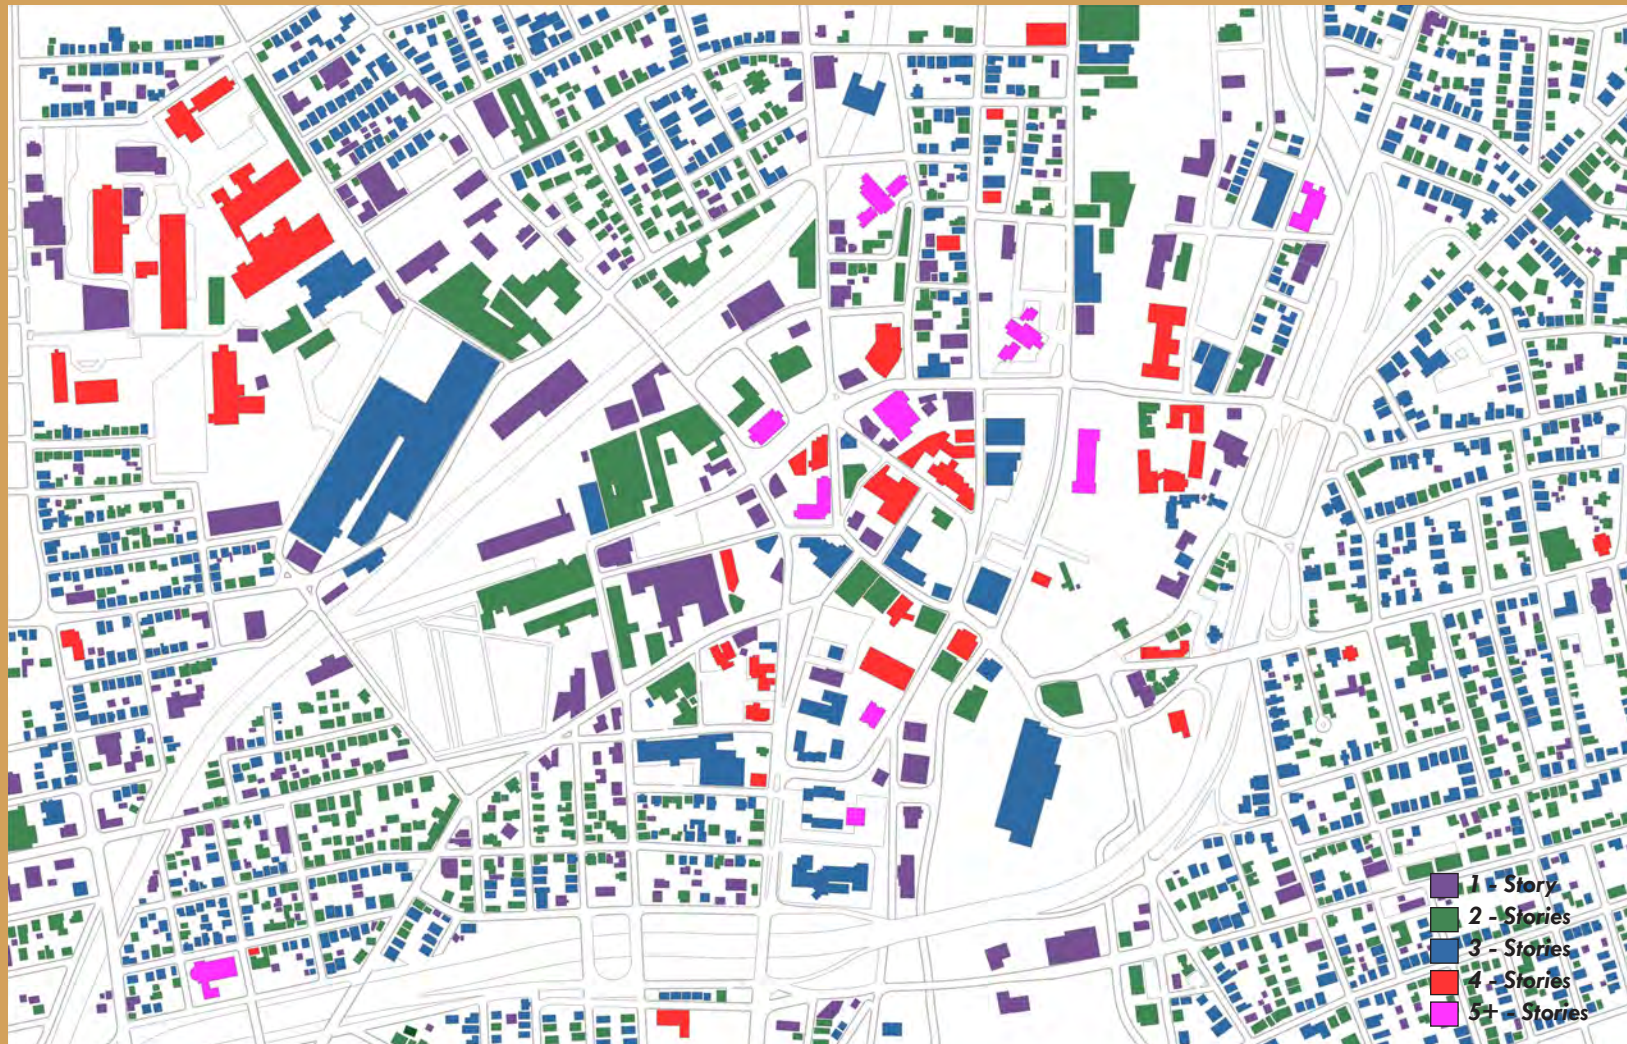 1 - Story
2 - Stories
3 - Stories
4 - Stories
5+ - Stories